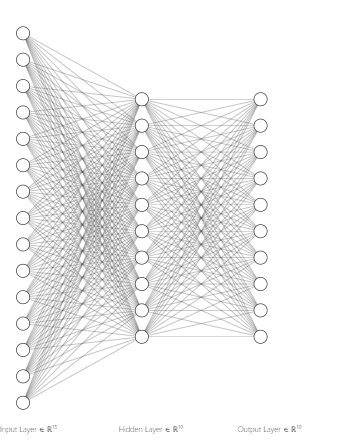 Input Layer ∈ ℝ¹⁵
Hidden Layer ∈ ℝ¹⁰
Output Layer ∈ ℝ¹⁰